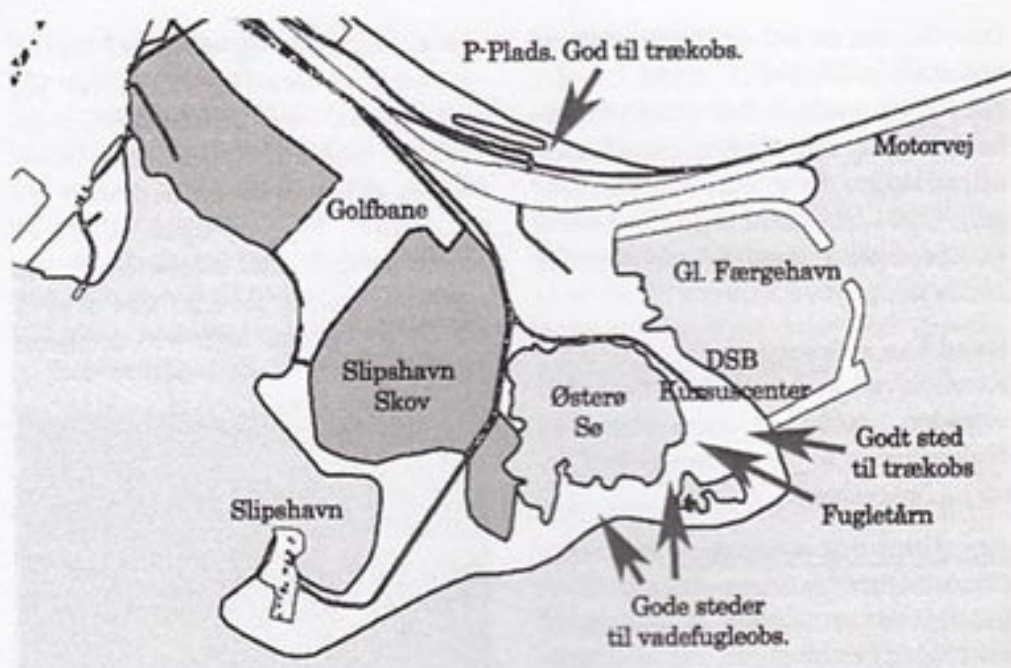 P-Plads. God til trækobs.
Motorvej
Golfbane
Gl. Færgehavn
Slipshavn
Skov
Østerø
Sø
DSB
Kursuscenter
Godt sted
til trækobs
Slipshavn
Fugletårn
Gode steder
til vadefugleobs.